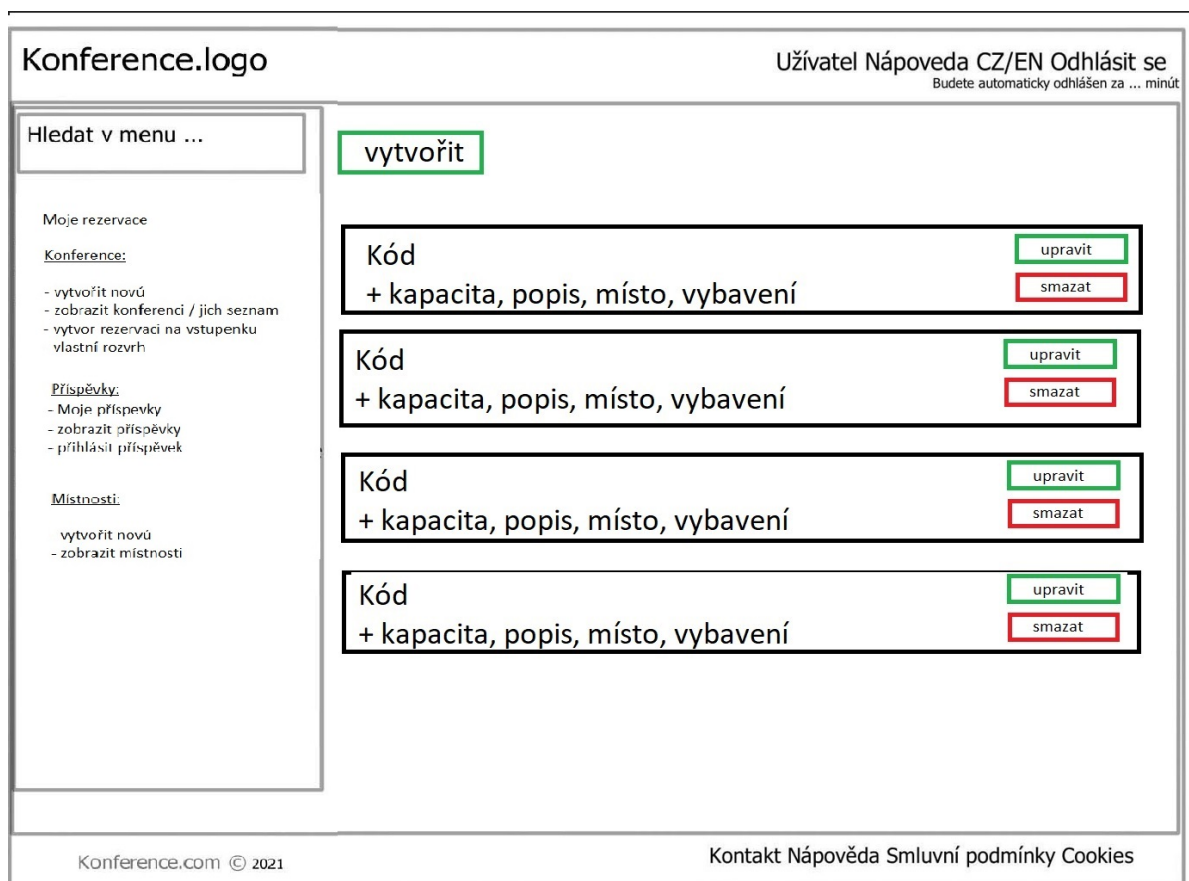 Konference.logo
Užívatel Nápoveda CZ/EN Odhlásit se
Budete automaticky odhlášen za ... minút
Hledat v menu ...
Moje rezervace
Konference:
- vytvořit novú
- zobrazit konferenci / jich seznam
- vytvor rezervaci na vstupenku
vlastní rozvrh
Příspěvky:
- Moje příspevky
- zobrazit příspěvky
- přihlásit příspěvek
Místnosti:
vytvořit novú
- zobrazit místnosti
vytvořit
Kód
+ kapacita, popis, místo, vybavení
upravit
smazat
Kód
+ kapacita, popis, místo, vybavení
upravit
smazat
Kód
+ kapacita, popis, místo, vybavení
upravit
smazat
Kód
+ kapacita, popis, místo, vybavení
upravit
smazat
Konference.com © 2021
Kontakt Nápověda Smluvní podmínky Cookies